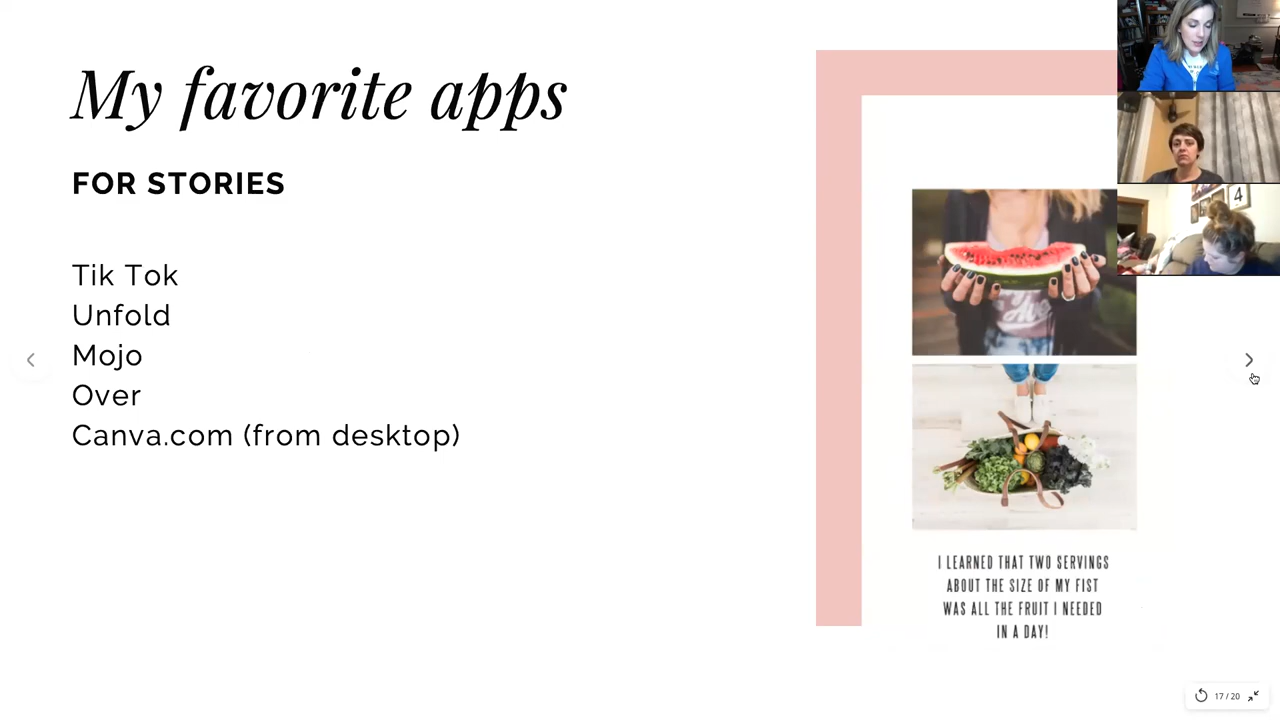 My favorite apps
FOR STORIES
Tik Tok
Unfold
Mojo
Over
Canva.com (from desktop)
4
I LEARNED THAT TWO SERVINGS
ABOUT THE SIZE OF MY FIST
WAS ALL THE FRUIT I NEEDED
IN A DAY!
17 / 20